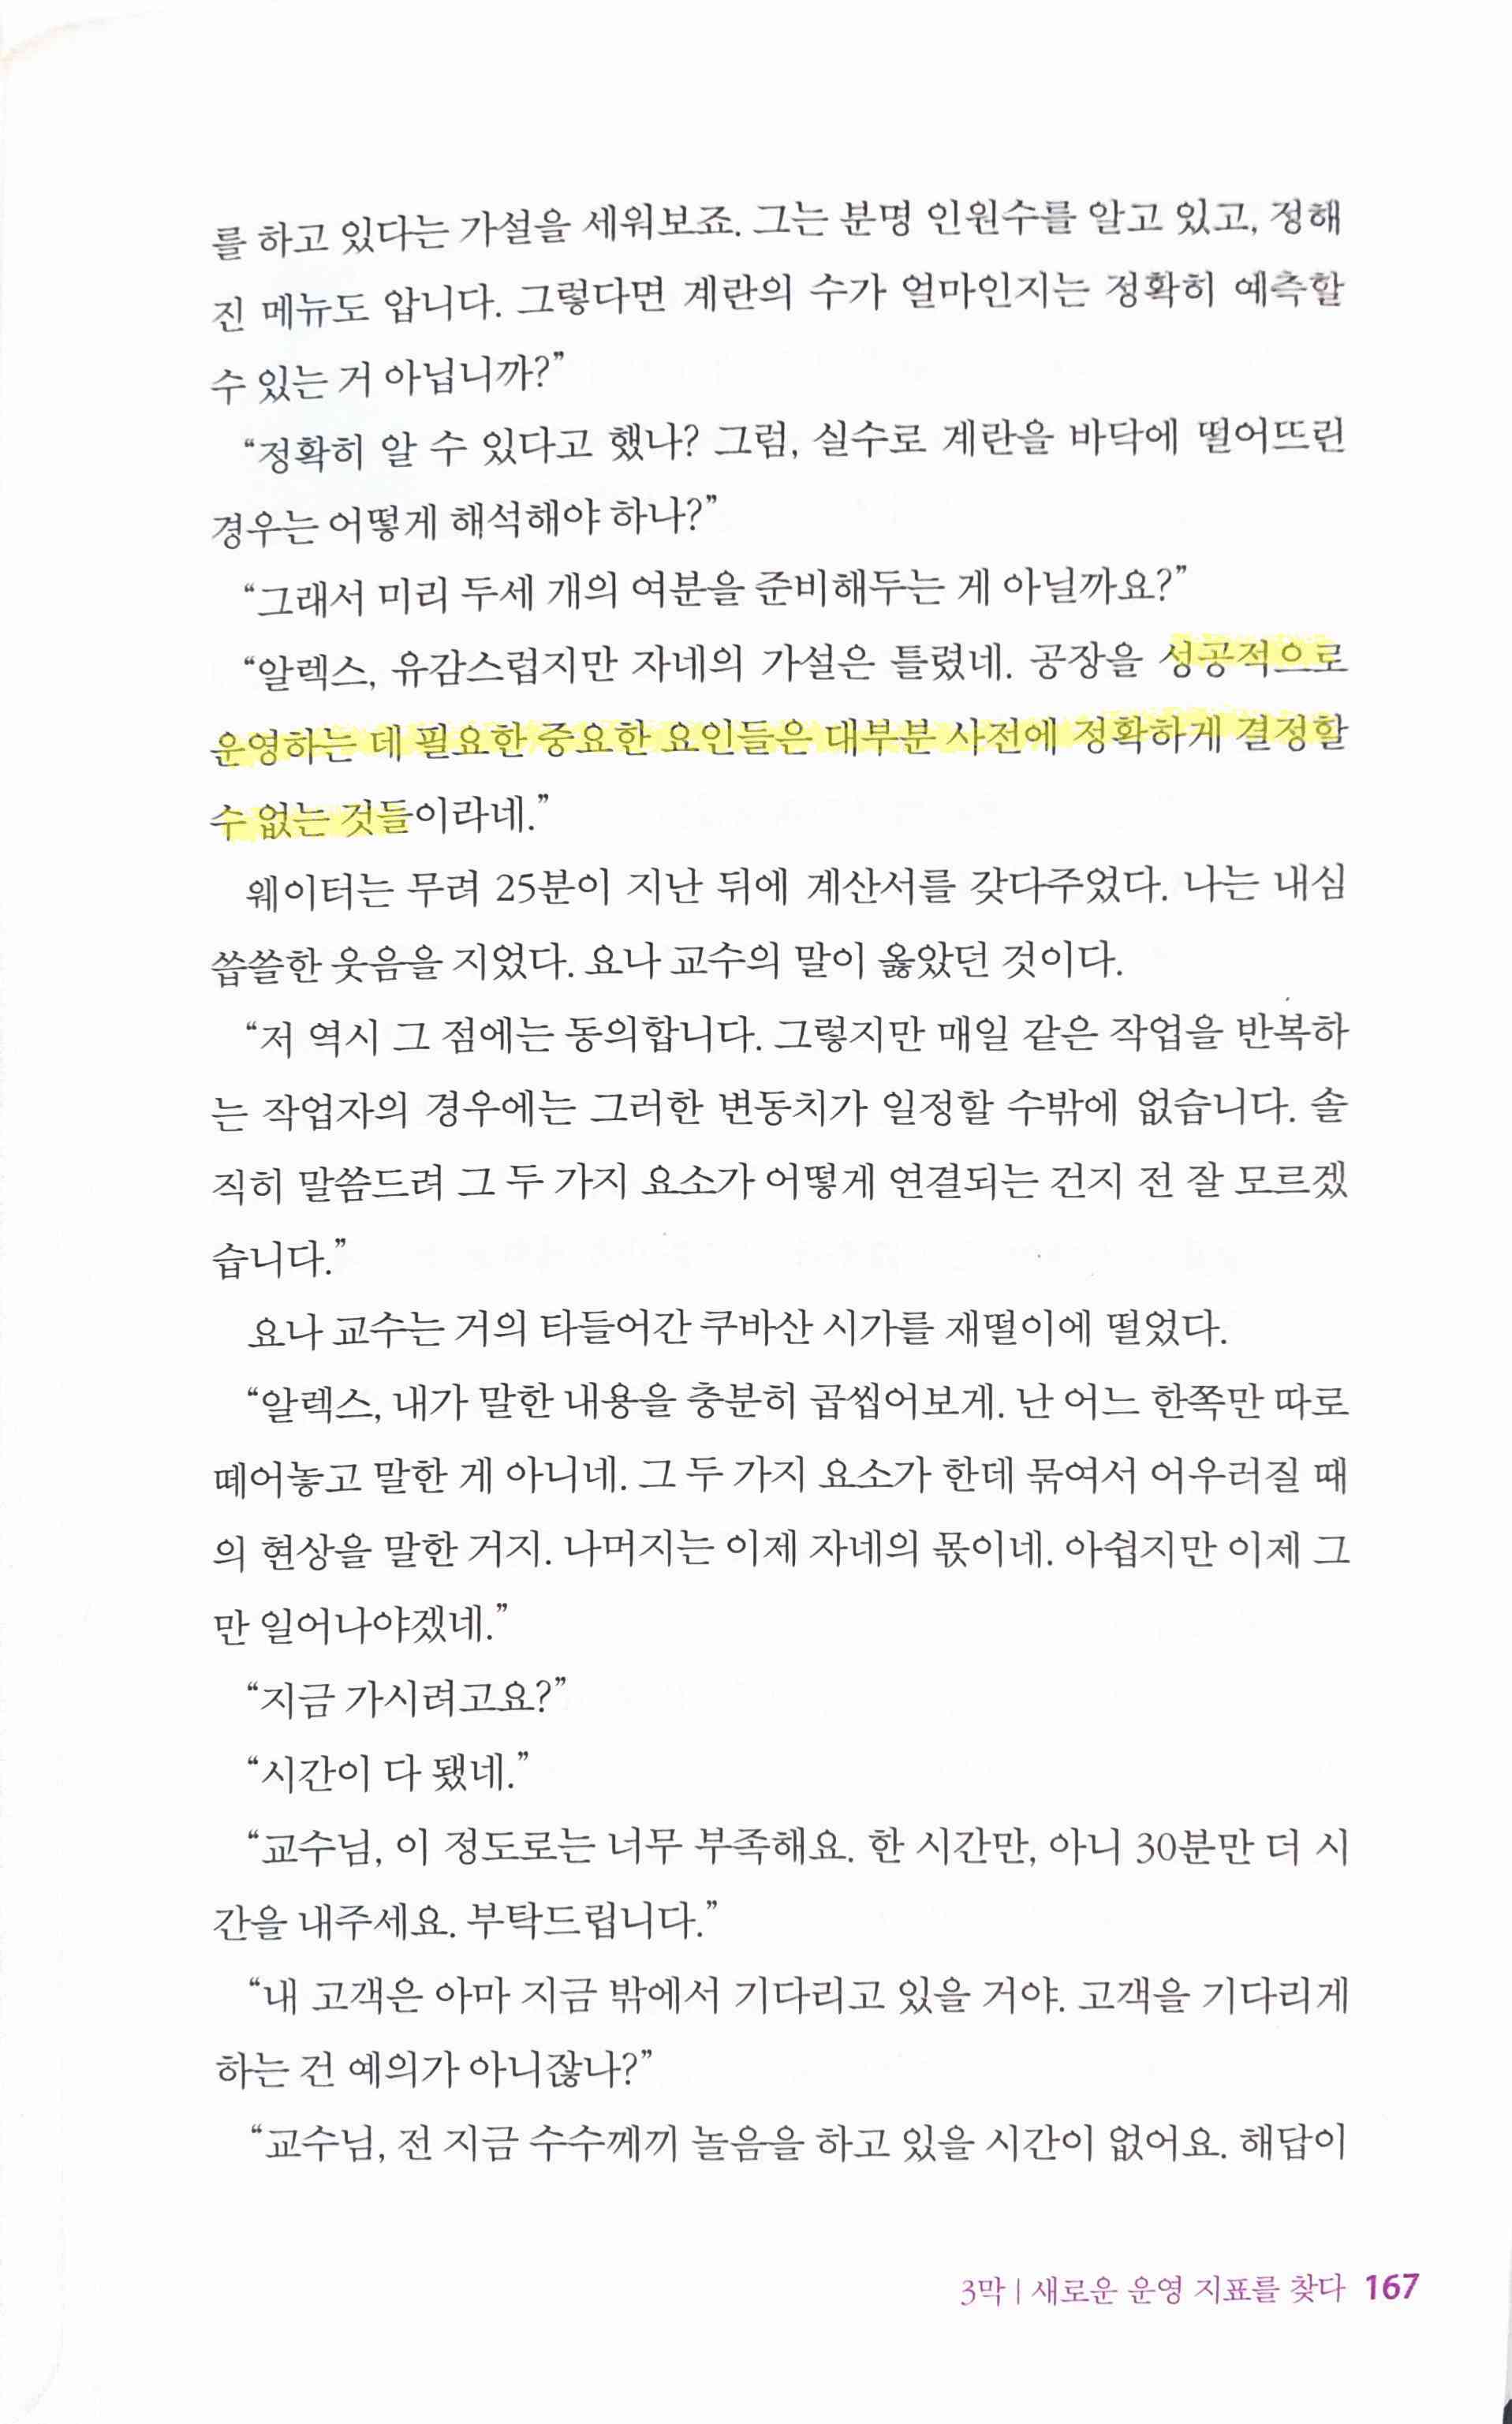 를 하고 있다는 가설을 세워보죠. 그는 분명 인원수를 알고 있고, 정해
진 메뉴도 압니다. 그렇다면 계란의 수가 얼마인지는 정확히 예측할
수 있는 거 아닙니까?”
“정확히 알 수 있다고 했나? 그럼, 실수로 계란을 바닥에 떨어뜨린
경우는 어떻게 해석해야 하나?”
“그래서 미리 두세 개의 여분을 준비해두는 게 아닐까요?”
“알렉스, 유감스럽지만 자네의 가설은 틀렸네. 공장을 성공적으로
운영하는 데 필요한 중요한 요인들은 대부분 사전에 정확하게 결정할
수 없는 것들이라네.”
웨이터는 무려 25분이 지난 뒤에 계산서를 갖다주었다. 나는 내심
씁쓸한 웃음을 지었다. 요나 교수의 말이 옳았던 것이다.
“저 역시 그 점에는 동의합니다. 그렇지만 매일 같은 작업을 반복하
는 작업자의 경우에는 그러한 변동치가 일정할 수밖에 없습니다. 솔
직히 말씀드려 그 두 가지 요소가 어떻게 연결되는 건지 전 잘 모르겠
습니다.”
요나 교수는 거의 타들어간 쿠바산 시가를 재떨이에 떨었다.
“알렉스, 내가 말한 내용을 충분히 곱씹어보게. 난 어느 한쪽만 따로
떼어놓고 말한 게 아니네. 그 두 가지 요소가 한데 묶여서 어우러질 때
의 현상을 말한 거지. 나머지는 이제 자네의 몫이네. 아쉽지만 이제 그
만 일어나야겠네.”
“지금 가시려고요?”
“시간이 다 됐네.”
“교수님, 이 정도로는 너무 부족해요. 한 시간만, 아니 30분만 더 시
간을 내주세요. 부탁드립니다.”
“내 고객은 아마 지금 밖에서 기다리고 있을 거야. 고객을 기다리게
하는 건 예의가 아니잖나?”
“교수님, 전 지금 수수께끼 놀음을 하고 있을 시간이 없어요. 해답이
3막 | 새로운 운영 지표를 찾다 167